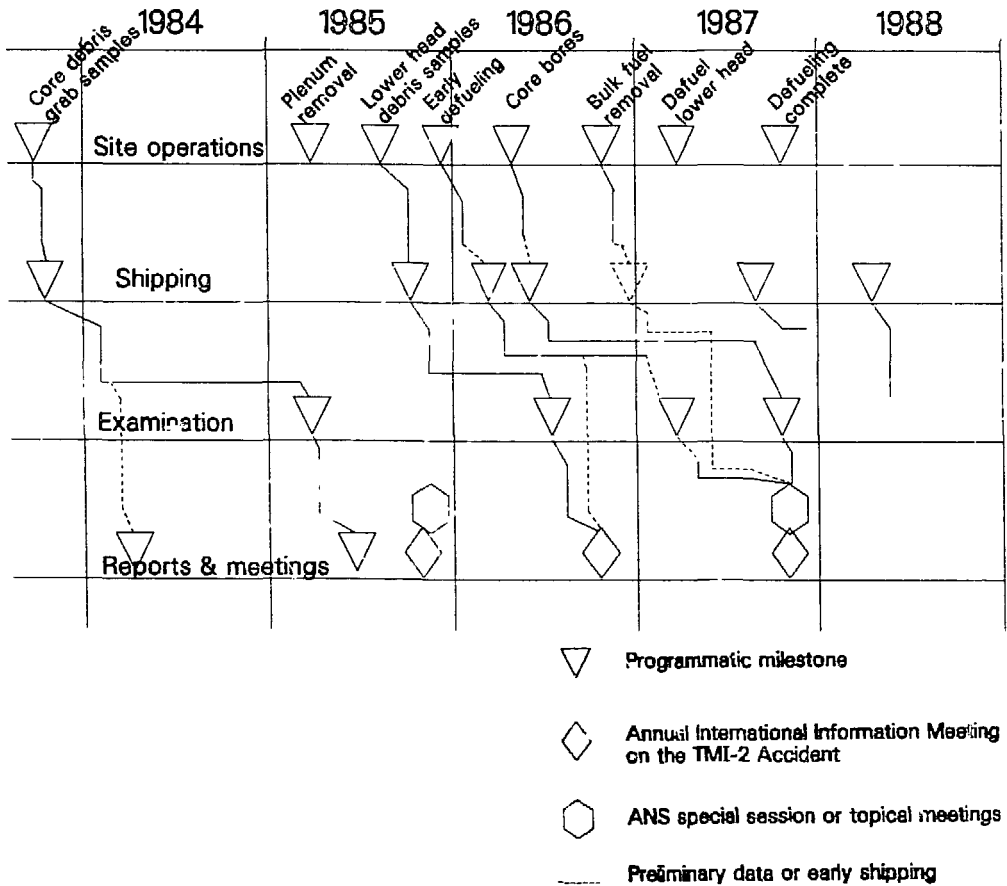 1984 1985 1986 1987 1988
Core debris
grab samples
Plenum
removal
Lower head
debris samples
Early
defueling
Core bores
Bulk fuel
removal
Defuel
lower head
Defueling
complete
Site operations
Shipping
Examination
Reports & meetings
Programmatic milestone
Annual International Information Meeting
on the TMI-2 Accident
ANS special session or topical meetings
Preliminary data or early shipping